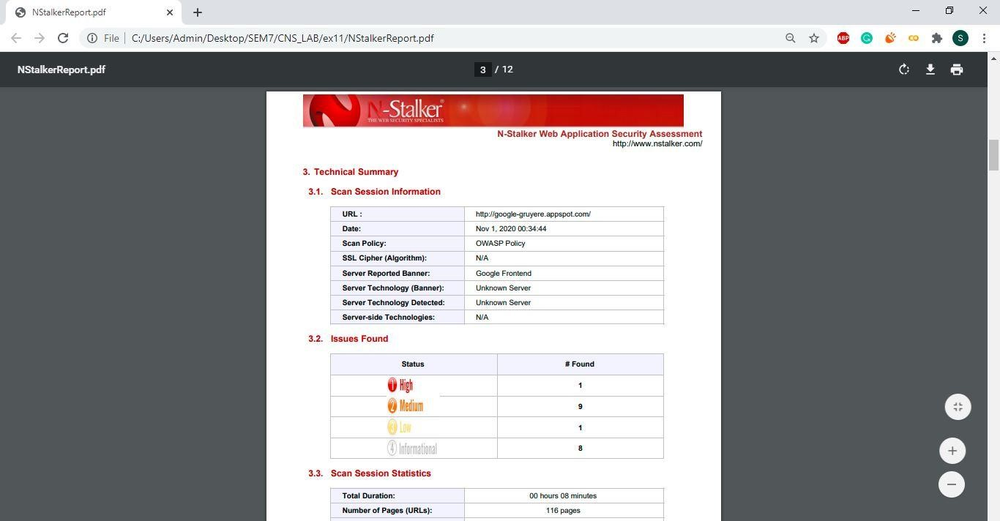 NStalkerReport.pdf
File C:/Users/Admin/Desktop/SEM7/CNS_LAB/ex11/NStalkerReport.pdf
ABP
G
S
NStalkerReport.pdf 3 / 12
N-Stalker®
THE WEB SECURITY SPECIALISTS
N-Stalker Web Application Security Assessment
http://www.nstalker.com/
3. Technical Summary
3.1. Scan Session Information
URL : http://google-gruyere.appspot.com/
Date: Nov 1, 2020 00:34:44
Scan Policy: OWASP Policy
SSL Cipher (Algorithm): N/A
Server Reported Banner: Google Frontend
Server Technology (Banner): Unknown Server
Server Technology Detected: Unknown Server
Server-side Technologies: N/A
3.2. Issues Found
Status # Found
1 High 1
2 Medium 9
3 Low 1
4 Informational 8
3.3. Scan Session Statistics
Total Duration: 00 hours 08 minutes
Number of Pages (URLs): 116 pages